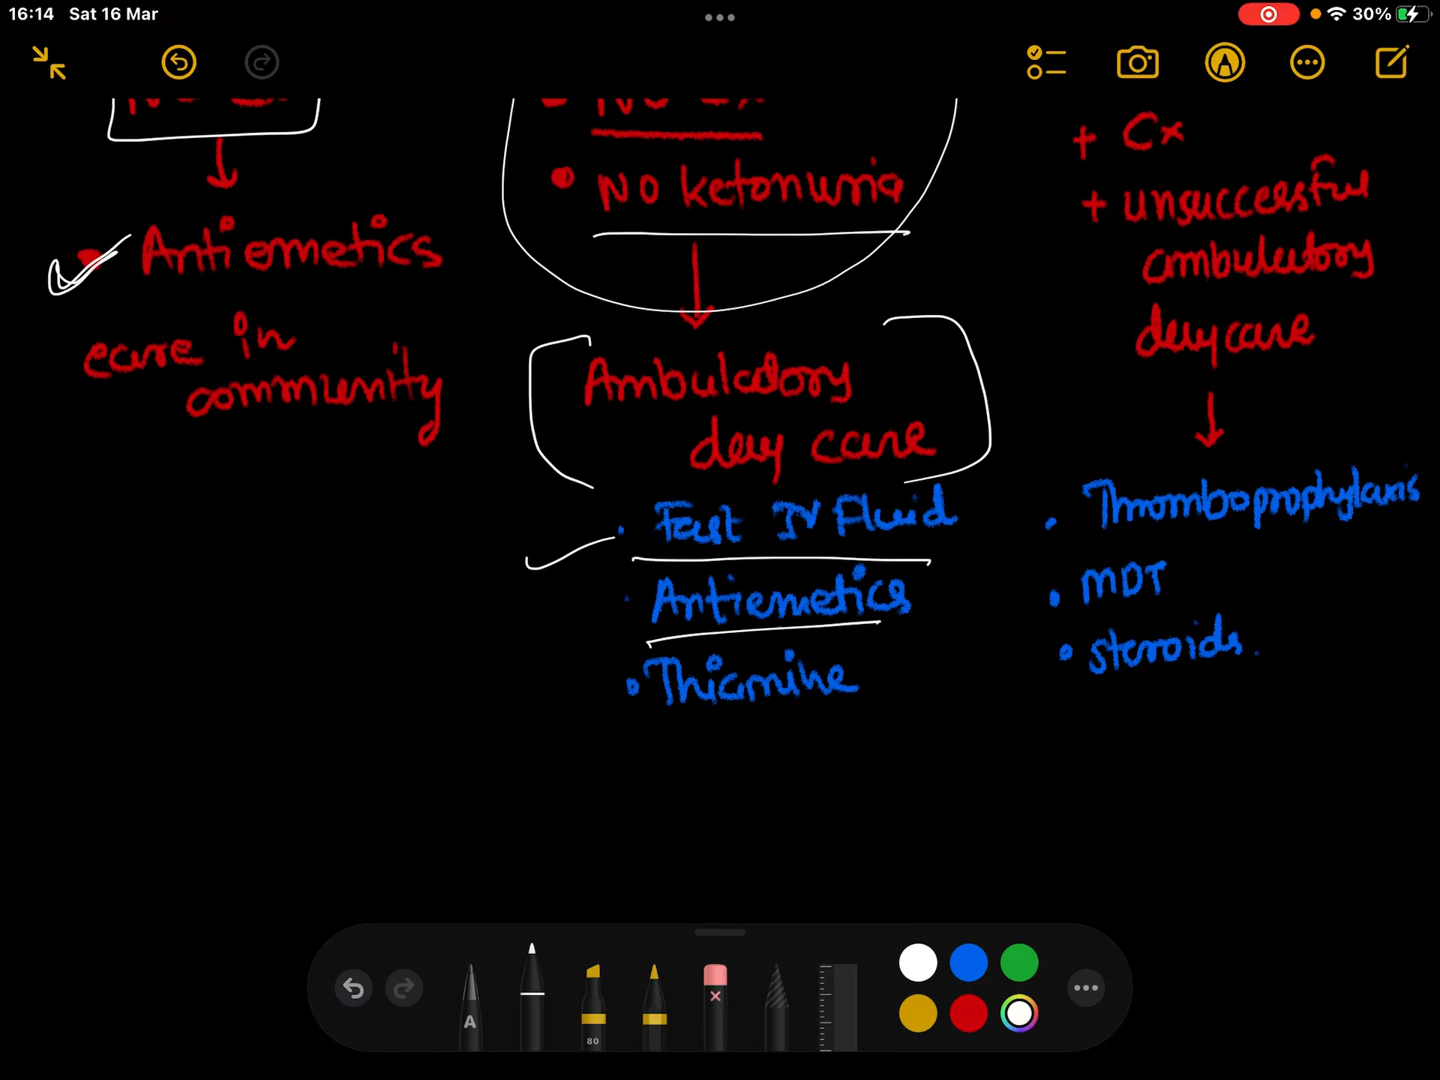 16:14 Sat 16 Mar
30%
Antiemetics
care in
community
No ketonuria
Ambulatory
day care
Fast IV Fluid
Antiemetics
Thiamine
+ Cx
+ unsuccessful
ambulatory
daycare
Thromboprophylaxis
MDT
steroids.
A
80